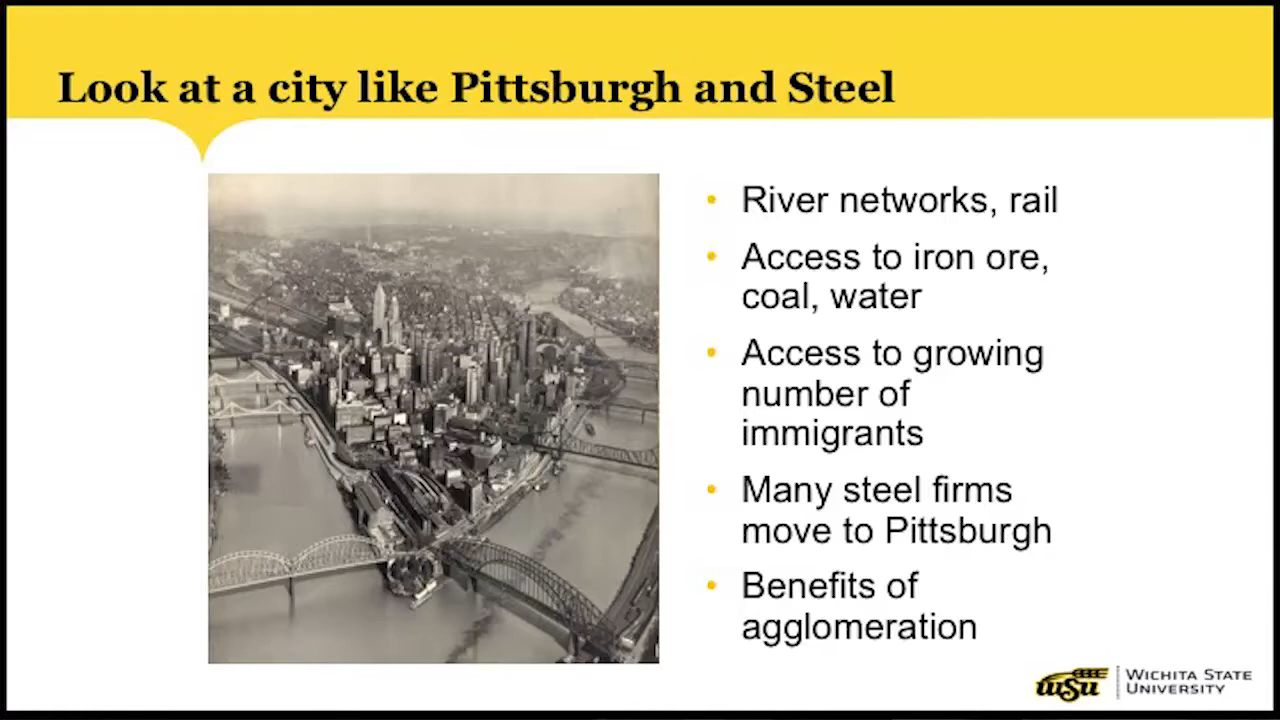 Look at a city like Pittsburgh and Steel
• River networks, rail
• Access to iron ore,
coal, water
• Access to growing
number of
immigrants
• Many steel firms
move to Pittsburgh
• Benefits of
agglomeration
wsu
WICHITA STATE
UNIVERSITY